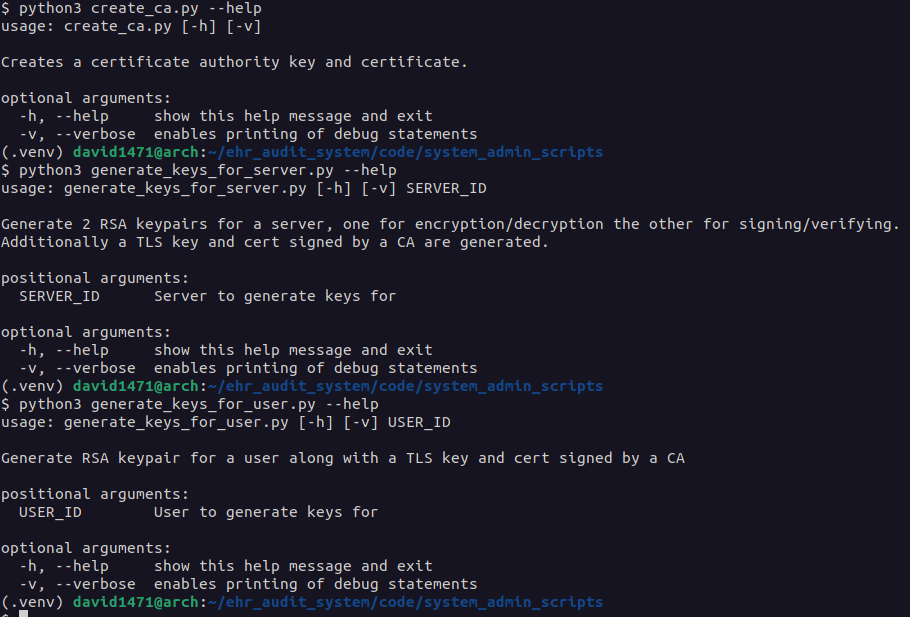 $ python3 create_ca.py --help
usage: create_ca.py [-h] [-v]
Creates a certificate authority key and certificate.
optional arguments:
  -h, --help     show this help message and exit
  -v, --verbose  enables printing of debug statements
(.venv) david1471@arch:~/ehr_audit_system/code/system_admin_scripts
$ python3 generate_keys_for_server.py --help
usage: generate_keys_for_server.py [-h] [-v] SERVER_ID
Generate 2 RSA keypairs for a server, one for encryption/decryption the other for signing/verifying.
Additionally a TLS key and cert signed by a CA are generated.
positional arguments:
  SERVER_ID      Server to generate keys for
optional arguments:
  -h, --help     show this help message and exit
  -v, --verbose  enables printing of debug statements
(.venv) david1471@arch:~/ehr_audit_system/code/system_admin_scripts
$ python3 generate_keys_for_user.py --help
usage: generate_keys_for_user.py [-h] [-v] USER_ID
Generate RSA keypair for a user along with a TLS key and cert signed by a CA
positional arguments:
  USER_ID        User to generate keys for
optional arguments:
  -h, --help     show this help message and exit
  -v, --verbose  enables printing of debug statements
(.venv) david1471@arch:~/ehr_audit_system/code/system_admin_scripts
$